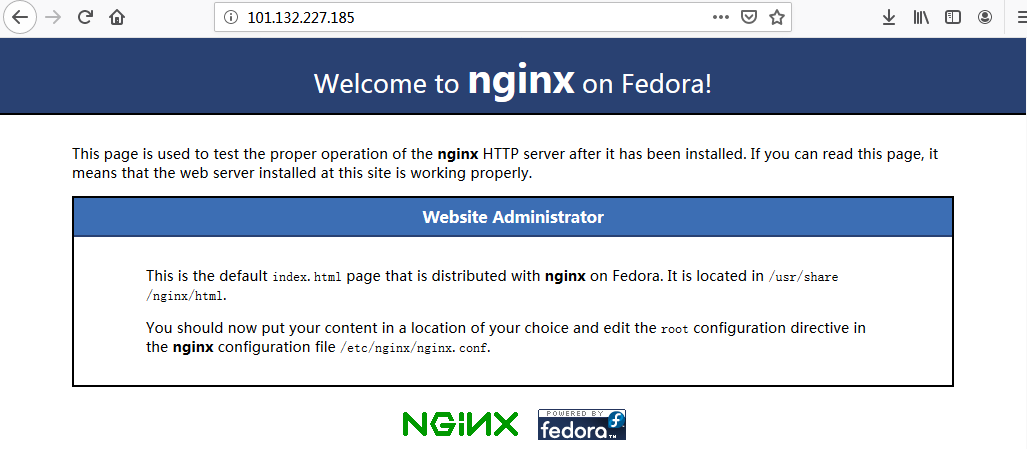 101.132.227.185
Welcome to nginx on Fedora!
This page is used to test the proper operation of the nginx HTTP server after it has been installed. If you can read this page, it
means that the web server installed at this site is working properly.
Website Administrator
This is the default index.html page that is distributed with nginx on Fedora. It is located in /usr/share
/nginx/html.
You should now put your content in a location of your choice and edit the root configuration directive in
the nginx configuration file /etc/nginx/nginx.conf.
NGINX
POWERED BY
fedora™